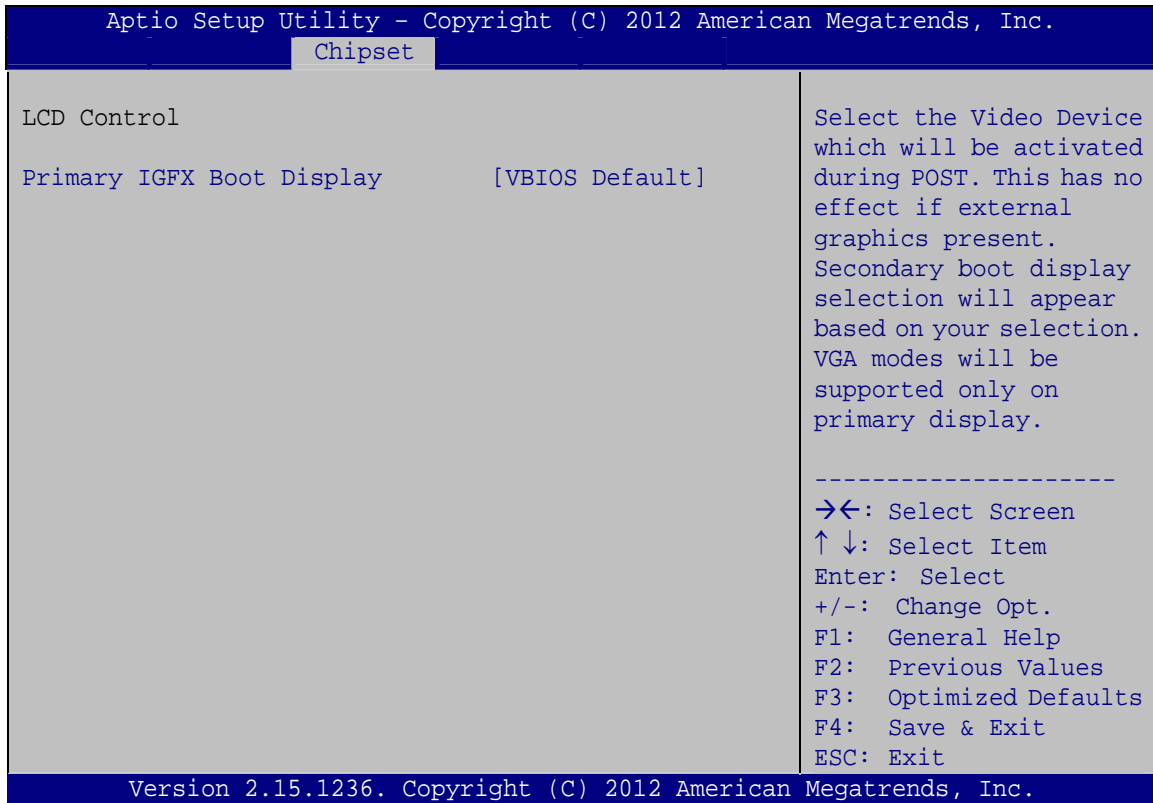 Aptio Setup Utility – Copyright (C) 2012 American Megatrends, Inc.
Chipset
LCD Control
Primary IGFX Boot Display [VBIOS Default]
Select the Video Device
which will be activated
during POST. This has no
effect if external
graphics present.
Secondary boot display
selection will appear
based on your selection.
VGA modes will be
supported only on
primary display.
---------------------
→←: Select Screen
↑ ↓: Select Item
Enter: Select
+/-: Change Opt.
F1: General Help
F2: Previous Values
F3: Optimized Defaults
F4: Save & Exit
ESC: Exit
Version 2.15.1236. Copyright (C) 2012 American Megatrends, Inc.